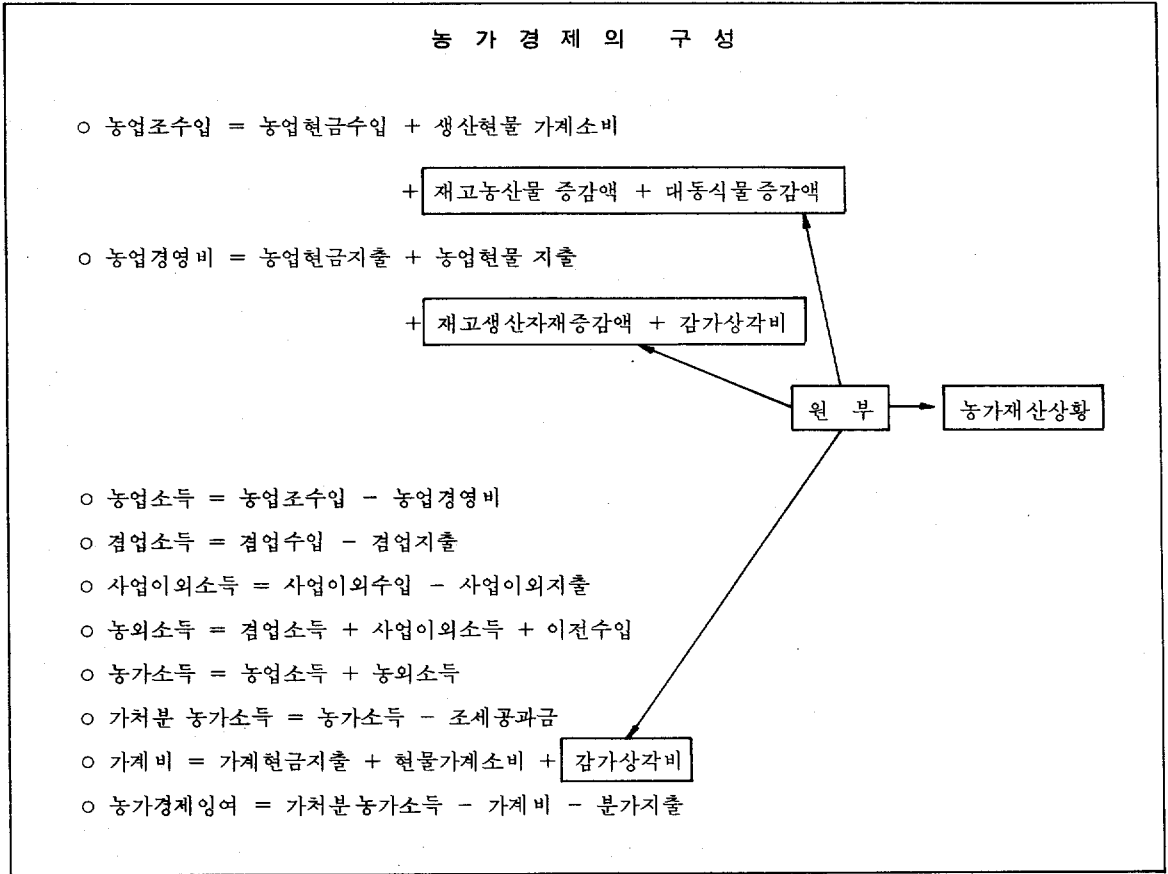 농 가 경 제 의 구 성
○ 농업조수입 = 농업현금수입 + 생산현물 가계소비
+ 재고농산물 증감액 + 대동식물증감액
○ 농업경영비 = 농업현금지출 + 농업현물 지출
+ 재고생산자재증감액 + 감가상각비
원 부
농가재산상황
○ 농업소득 = 농업조수입 - 농업경영비
○ 겸업소득 = 겸업수입 - 겸업지출
○ 사업이외소득 = 사업이외수입 - 사업이외지출
○ 농외소득 = 겸업소득 + 사업이외소득 + 이전수입
○ 농가소득 = 농업소득 + 농외소득
○ 가처분 농가소득 = 농가소득 - 조세공과금
○ 가계비 = 가계현금지출 + 현물가계소비 + 감가상각비
○ 농가경제잉여 = 가처분농가소득 - 가계비 - 분가지출